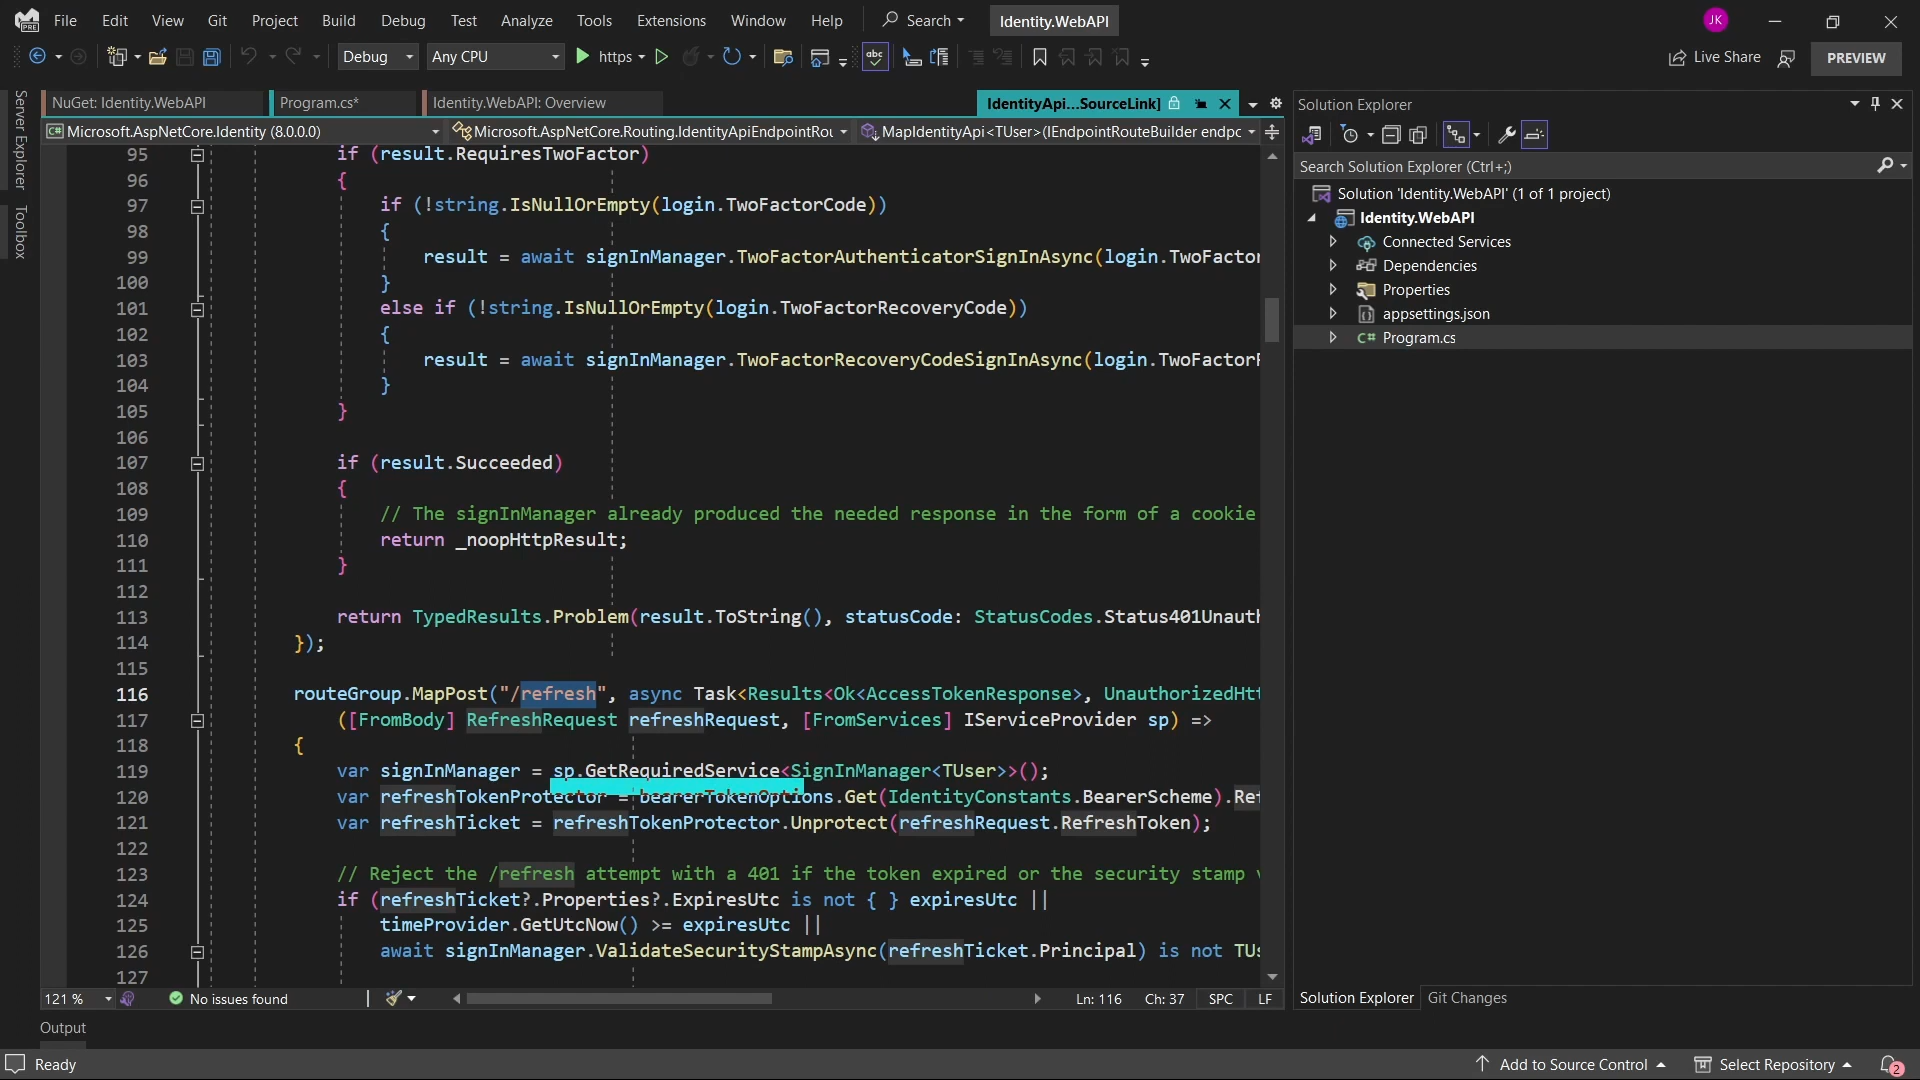 PRE
File Edit View Git Project Build Debug Test Analyze Tools Extensions Window Help Search Identity.WebAPI JK
Debug Any CPU https abc Live Share PREVIEW
Server Explorer
Toolbox
NuGet: Identity.WebAPI Program.cs* Identity.WebAPI: Overview IdentityApi...SourceLink]
C# Microsoft.AspNetCore.Identity (8.0.0.0) Microsoft.AspNetCore.Routing.IdentityApiEndpointRou MapIdentityApi<TUser>(IEndpointRouteBuilder endpc
95 if (result.RequiresTwoFactor)
96 {
97 if (!string.IsNullOrEmpty(login.TwoFactorCode))
98 {
99 result = await signInManager.TwoFactorAuthenticatorSignInAsync(login.TwoFactor
100 }
101 else if (!string.IsNullOrEmpty(login.TwoFactorRecoveryCode))
102 {
103 result = await signInManager.TwoFactorRecoveryCodeSignInAsync(login.TwoFactorR
104 }
105 }
106
107 if (result.Succeeded)
108 {
109 // The signInManager already produced the needed response in the form of a cookie
110 return _noopHttpResult;
111 }
112
113 return TypedResults.Problem(result.ToString(), statusCode: StatusCodes.Status401Unauth
114 });
115
116 routeGroup.MapPost("/refresh", async Task<Results<Ok<AccessTokenResponse>, UnauthorizedHtt
117 ([FromBody] RefreshRequest refreshRequest, [FromServices] IServiceProvider sp) =>
118 {
119 var signInManager = sp.GetRequiredService<SignInManager<TUser>>();
120 var refreshTokenProtector = bearerTokenOptions.Get(IdentityConstants.BearerScheme).Ref
121 var refreshTicket = refreshTokenProtector.Unprotect(refreshRequest.RefreshToken);
122
123 // Reject the /refresh attempt with a 401 if the token expired or the security stamp v
124 if (refreshTicket?.Properties?.ExpiresUtc is not { } expiresUtc ||
125 timeProvider.GetUtcNow() >= expiresUtc ||
126 await signInManager.ValidateSecurityStampAsync(refreshTicket.Principal) is not TUs
127
121 % No issues found Ln: 116 Ch: 37 SPC LF
Output
Solution Explorer
Search Solution Explorer (Ctrl+;)
Solution 'Identity.WebAPI' (1 of 1 project)
Identity.WebAPI
Connected Services
Dependencies
Properties
appsettings.json
C# Program.cs
Solution Explorer Git Changes
Ready Add to Source Control Select Repository 2